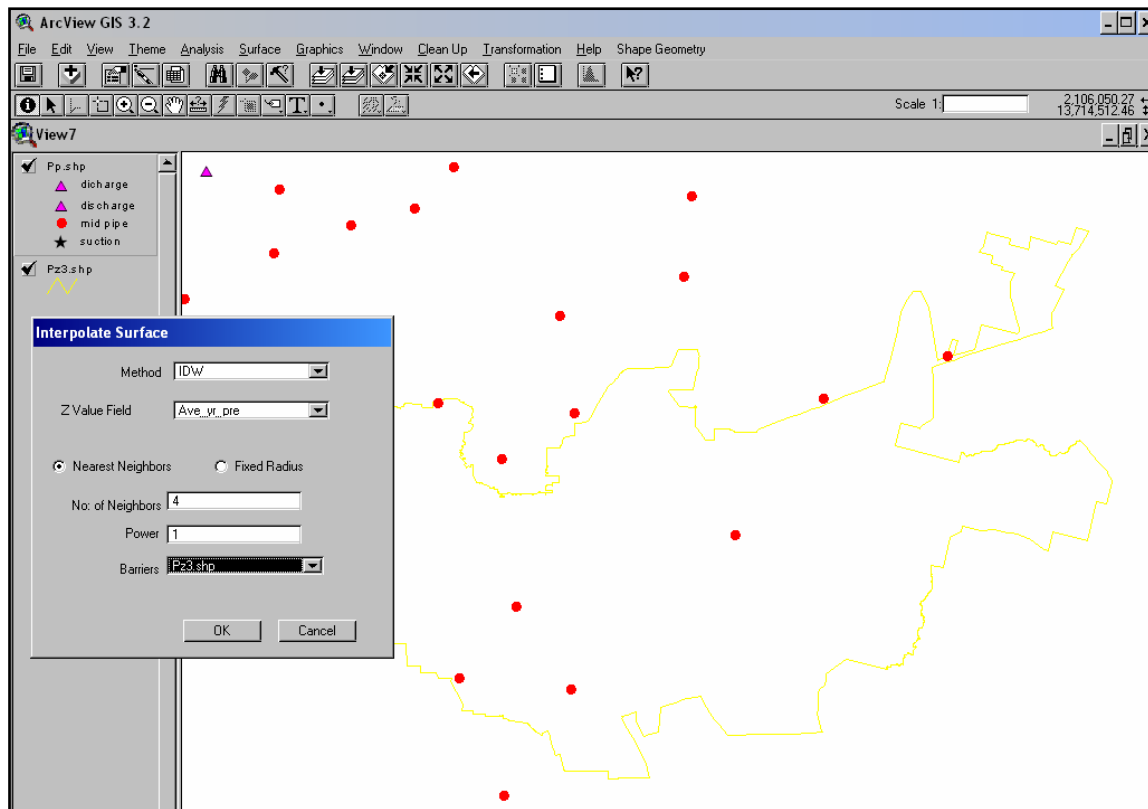 ArcView GIS 3.2
File Edit View Theme Analysis Surface Graphics Window Clean Up Transformation Help Shape Geometry
T
Scale 1:
2,106,050.27
13,714,512.46
View7
Pp.shp
dicharge
discharge
mid pipe
suction
Pz3.shp
Interpolate Surface
Method IDW
Z Value Field Ave_yr_pre
Nearest Neighbors Fixed Radius
No: of Neighbors 4
Power 1
Barriers Pz3.shp
OK Cancel